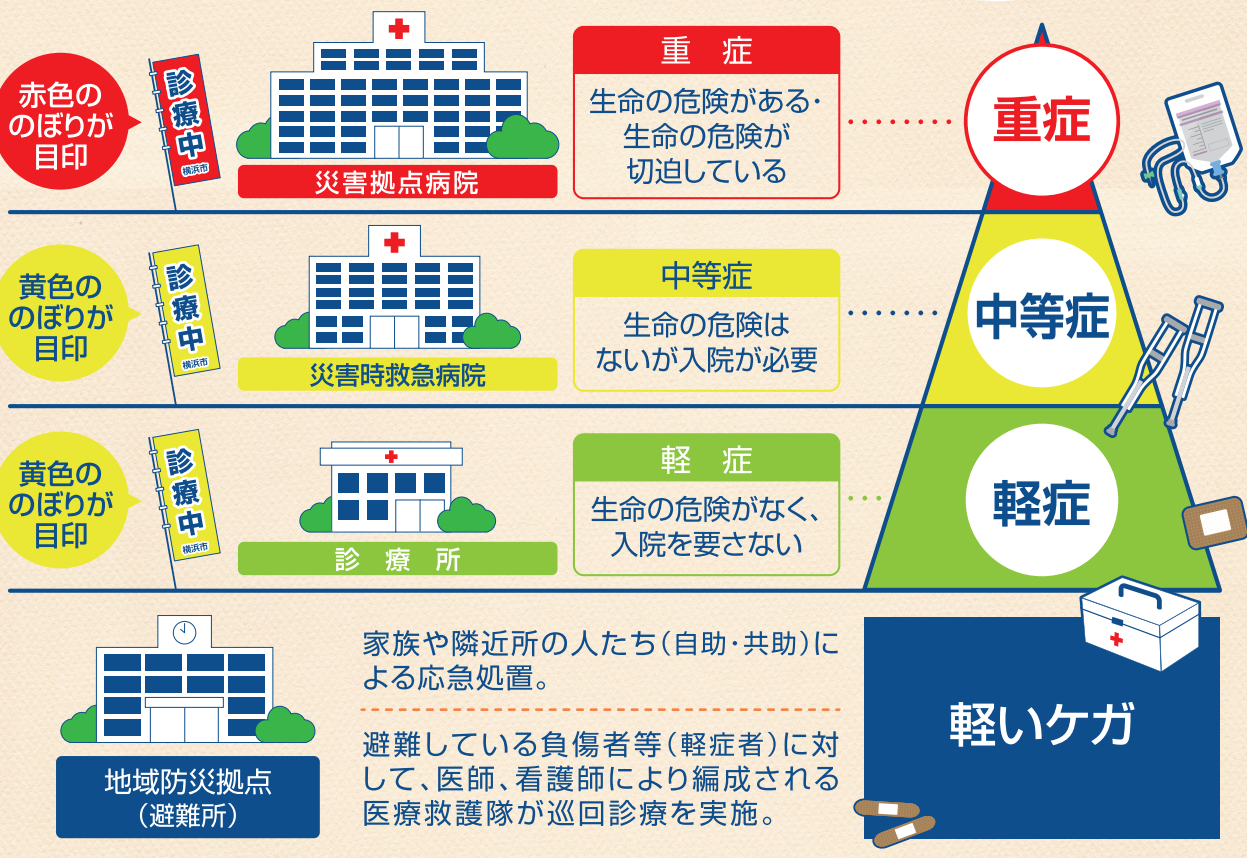 赤色の
のぼりが
目印
診療中
横浜市
災害拠点病院
重症
生命の危険がある・
生命の危険が
切迫している
重症
黄色の
のぼりが
目印
診療中
横浜市
災害時救急病院
中等症
生命の危険は
ないが入院が必要
中等症
黄色の
のぼりが
目印
診療中
横浜市
診療所
軽症
生命の危険がなく、
入院を要さない
軽症
地域防災拠点
（避難所）
家族や隣近所の人たち（自助・共助）に
よる応急処置。
避難している負傷者等（軽症者）に対
して、医師、看護師により編成される
医療救護隊が巡回診療を実施。
軽いケガ